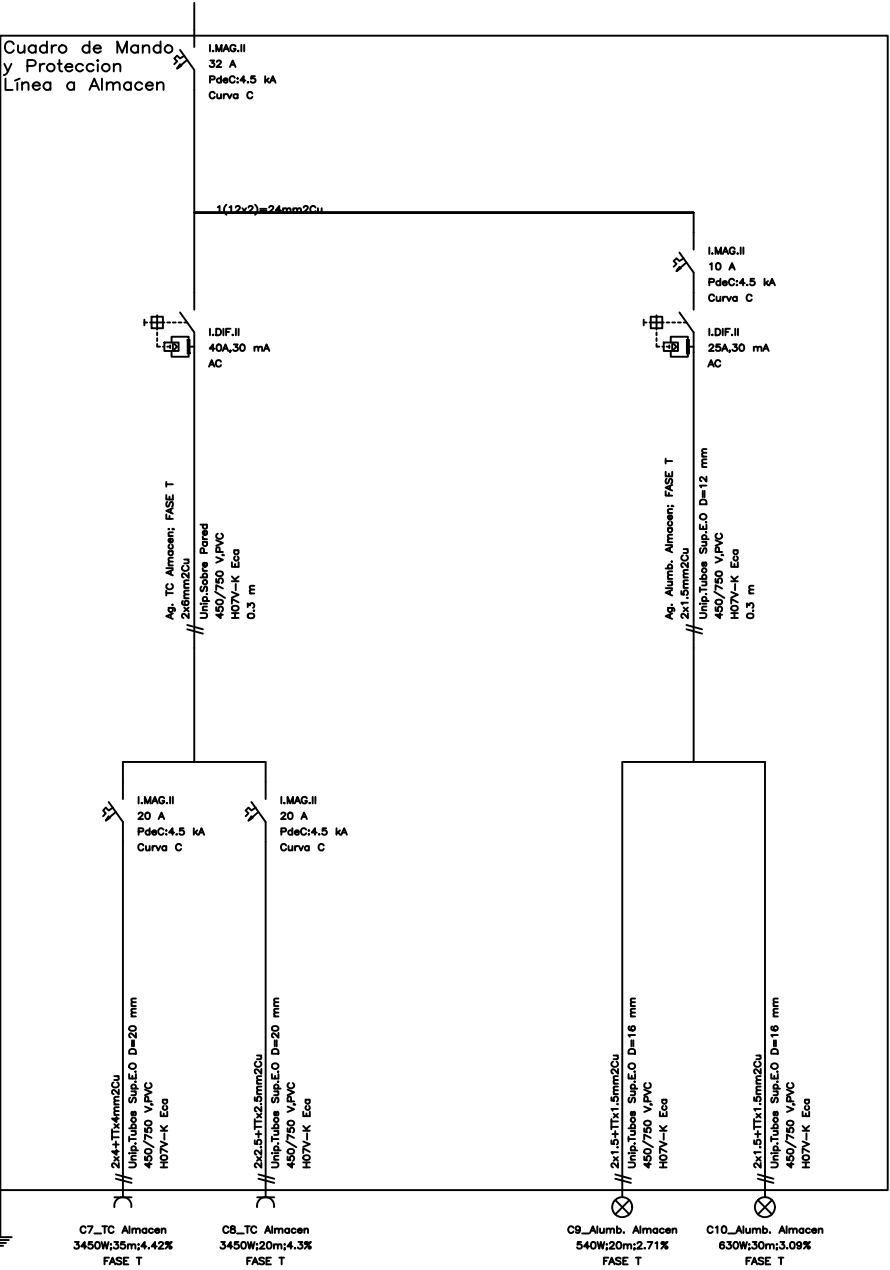 Cuadro de Mando
y Proteccion
Línea a Almacen
I.MAG.II
32 A
PdeC:4.5 kA
Curva C
1(12x2)=24mm2Cu
I.MAG.II
10 A
PdeC:4.5 kA
Curva C
I.DIF.II
40A,30 mA
AC
I.DIF.II
25A,30 mA
AC
Ag. TC Almacen; FASE T
2x6mm2Cu
Unip.Sobre Pared
450/750 V,PVC
H07V-K Eca
0.3 m
Ag. Alumb. Almacen; FASE T
2x1.5mm2Cu
Unip.Tubos Sup.E.O D=12 mm
450/750 V,PVC
H07V-K Eca
0.3 m
I.MAG.II
20 A
PdeC:4.5 kA
Curva C
I.MAG.II
20 A
PdeC:4.5 kA
Curva C
2x4+TTx4mm2Cu
Unip.Tubos Sup.E.O D=20 mm
450/750 V,PVC
H07V-K Eca
2x2.5+TTx2.5mm2Cu
Unip.Tubos Sup.E.O D=20 mm
450/750 V,PVC
H07V-K Eca
2x1.5+TTx1.5mm2Cu
Unip.Tubos Sup.E.O D=16 mm
450/750 V,PVC
H07V-K Eca
2x1.5+TTx1.5mm2Cu
Unip.Tubos Sup.E.O D=16 mm
450/750 V,PVC
H07V-K Eca
C7_TC Almacen
3450W;35m;4.42%
FASE T
C8_TC Almacen
3450W;20m;4.3%
FASE T
C9_Alumb. Almacen
540W;20m;2.71%
FASE T
C10_Alumb. Almacen
630W;30m;3.09%
FASE T